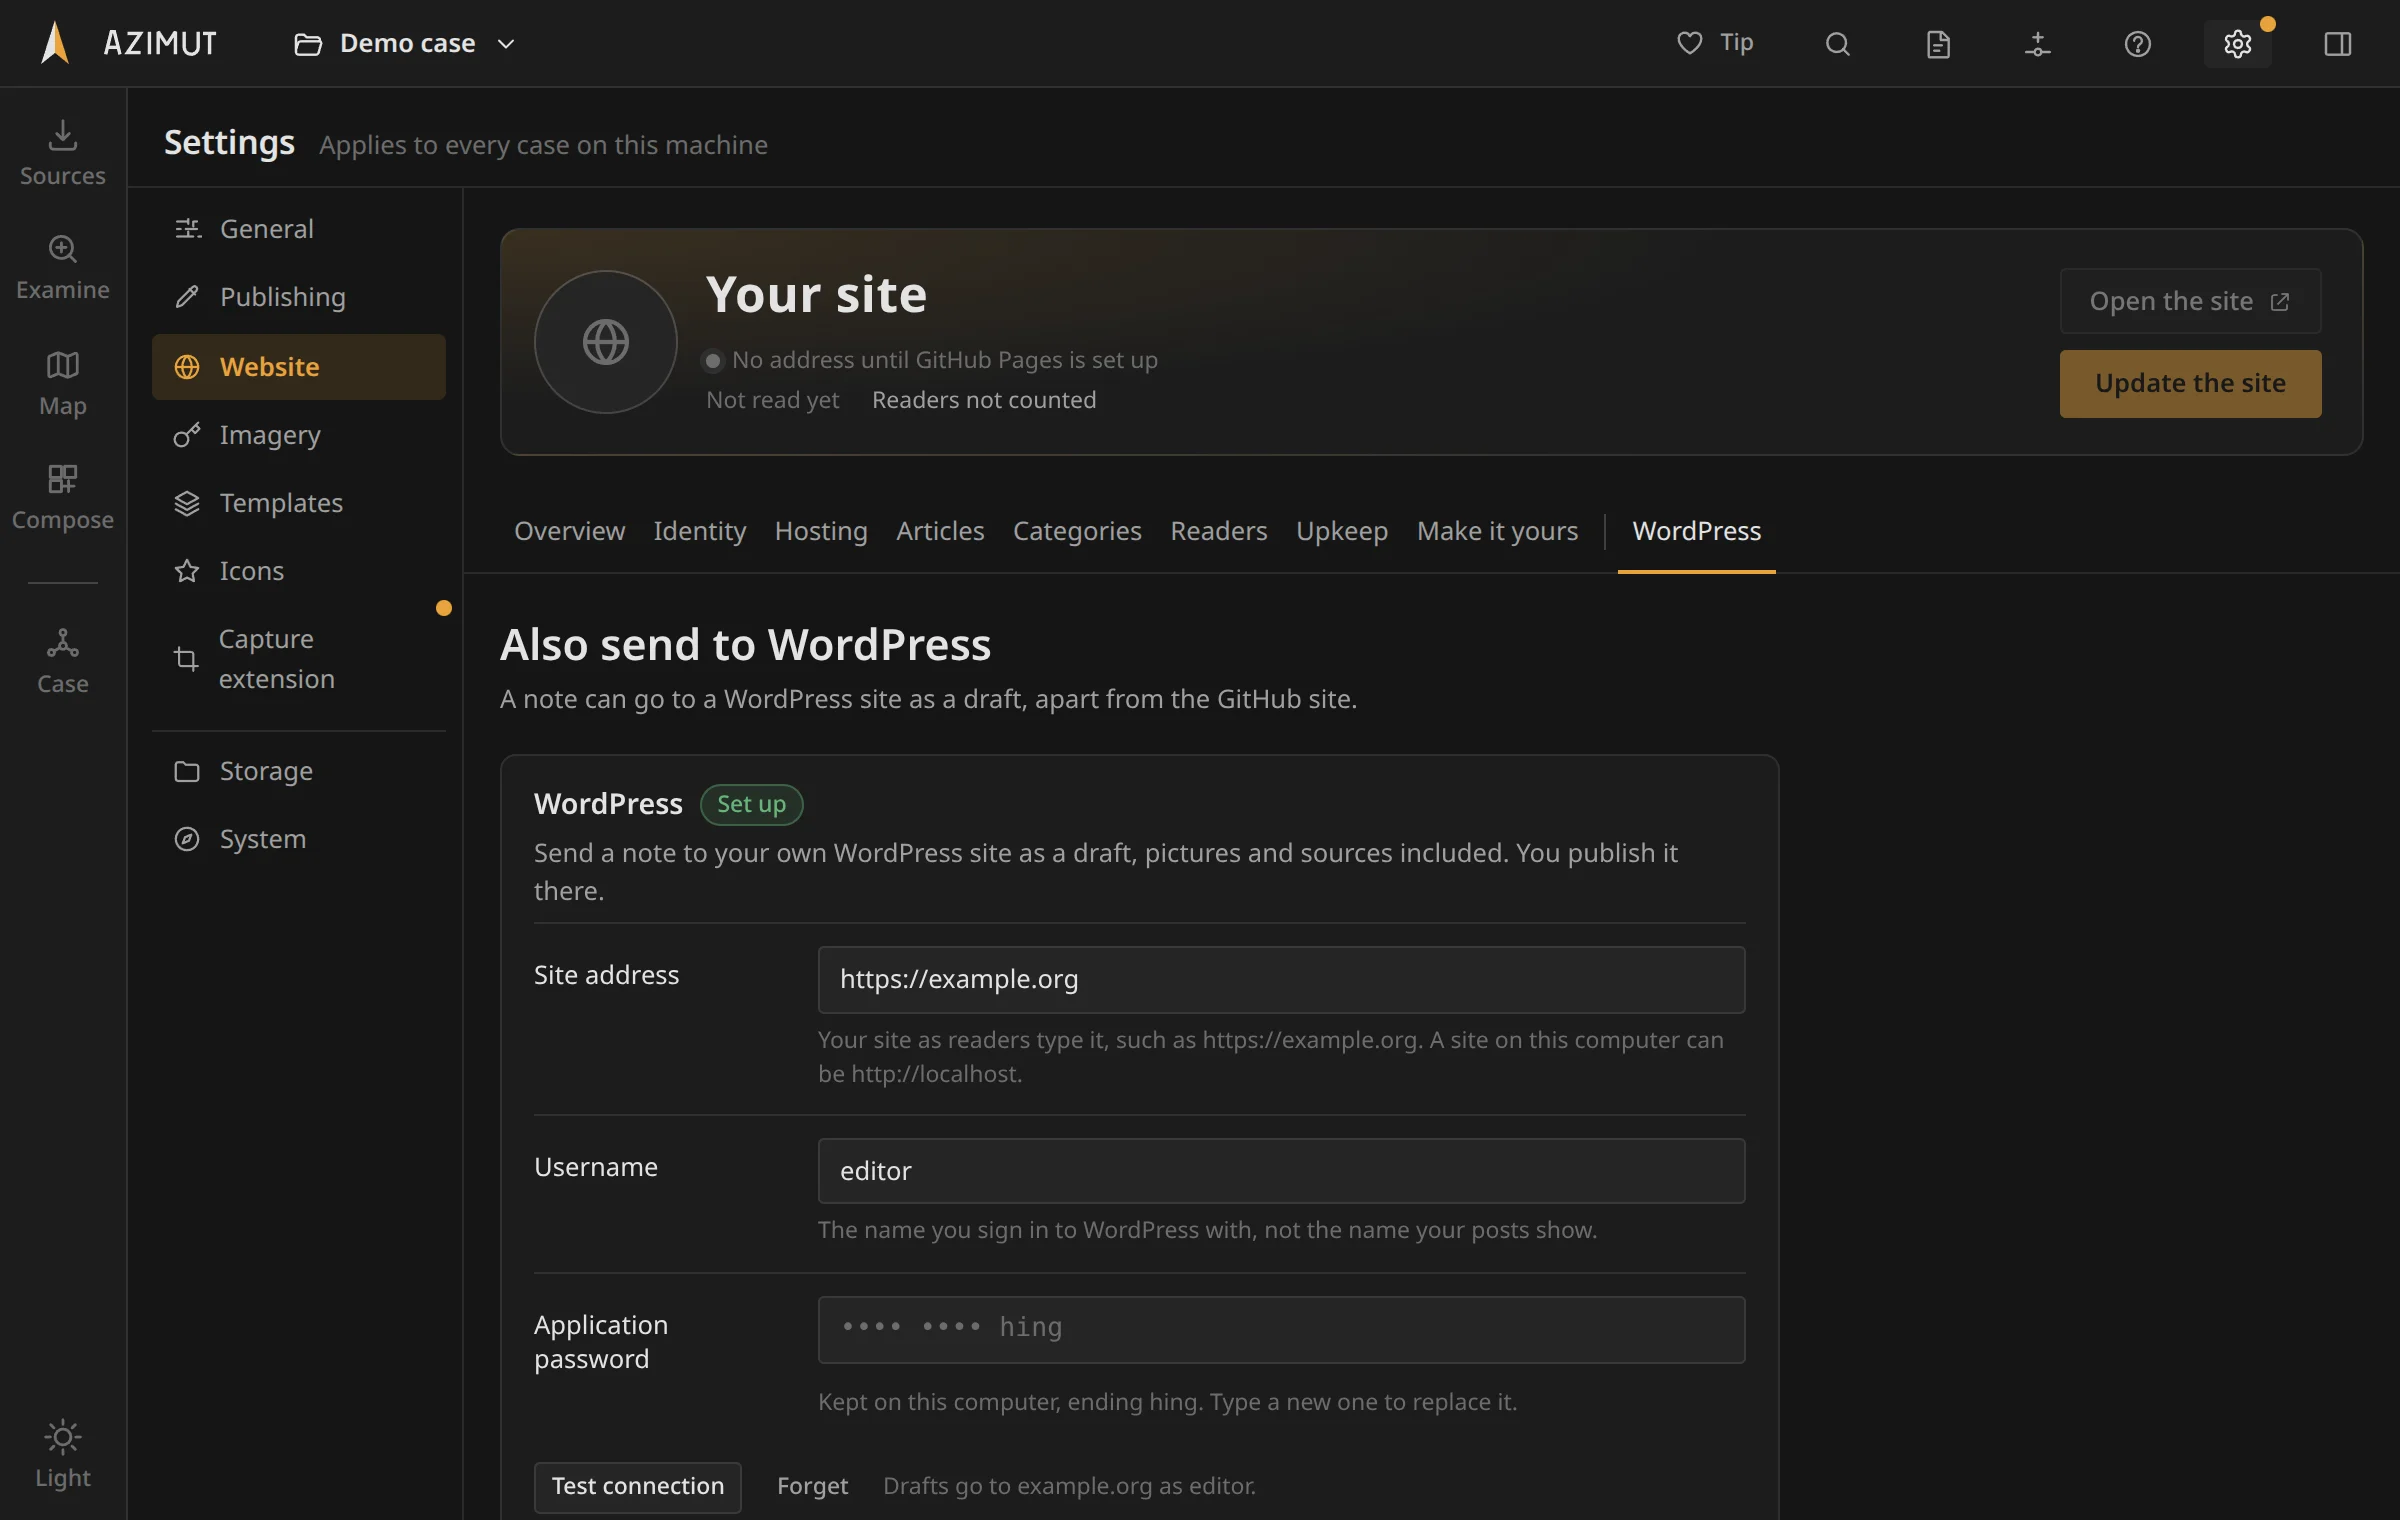 AZIMUT
Demo case
Tip
Sources
Examine
Map
Compose
Case
Light
Settings
Applies to every case on this machine
General
Publishing
Website
Imagery
Templates
Icons
Capture
extension
Storage
System
Your site
No address until GitHub Pages is set up
Not read yet
Readers not counted
Open the site
Update the site
Overview
Identity
Hosting
Articles
Categories
Readers
Upkeep
Make it yours
WordPress
Also send to WordPress
A note can go to a WordPress site as a draft, apart from the GitHub site.
WordPress
Set up
Send a note to your own WordPress site as a draft, pictures and sources included. You publish it
there.
Site address
https://example.org
Your site as readers type it, such as https://example.org. A site on this computer can
be http://localhost.
Username
editor
The name you sign in to WordPress with, not the name your posts show.
Application
password
•••• •••• hing
Kept on this computer, ending hing. Type a new one to replace it.
Test connection
Forget
Drafts go to example.org as editor.